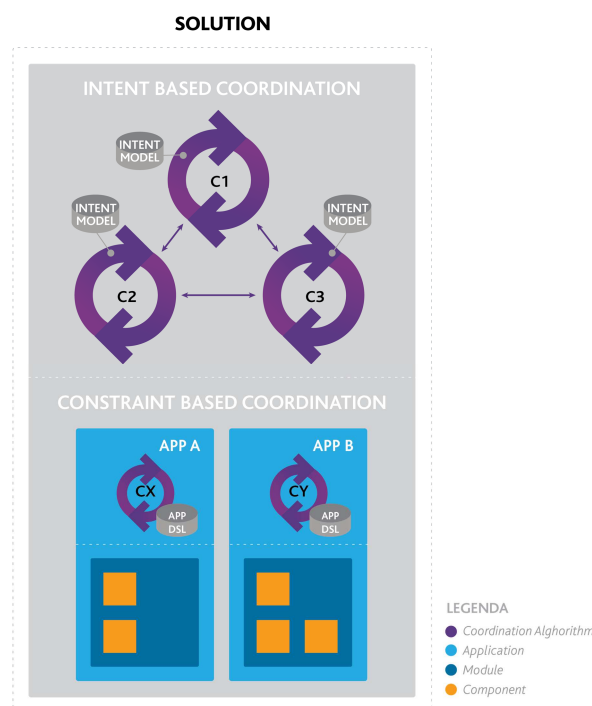 SOLUTION
INTENT BASED COORDINATION
INTENT
MODEL
C1
INTENT
MODEL
INTENT
MODEL
C2
C3
CONSTRAINT BASED COORDINATION
APP A
APP B
CX
CY
APP
DSL
APP
DSL
LEGENDA
Coordination Alghorithm
Application
Module
Component